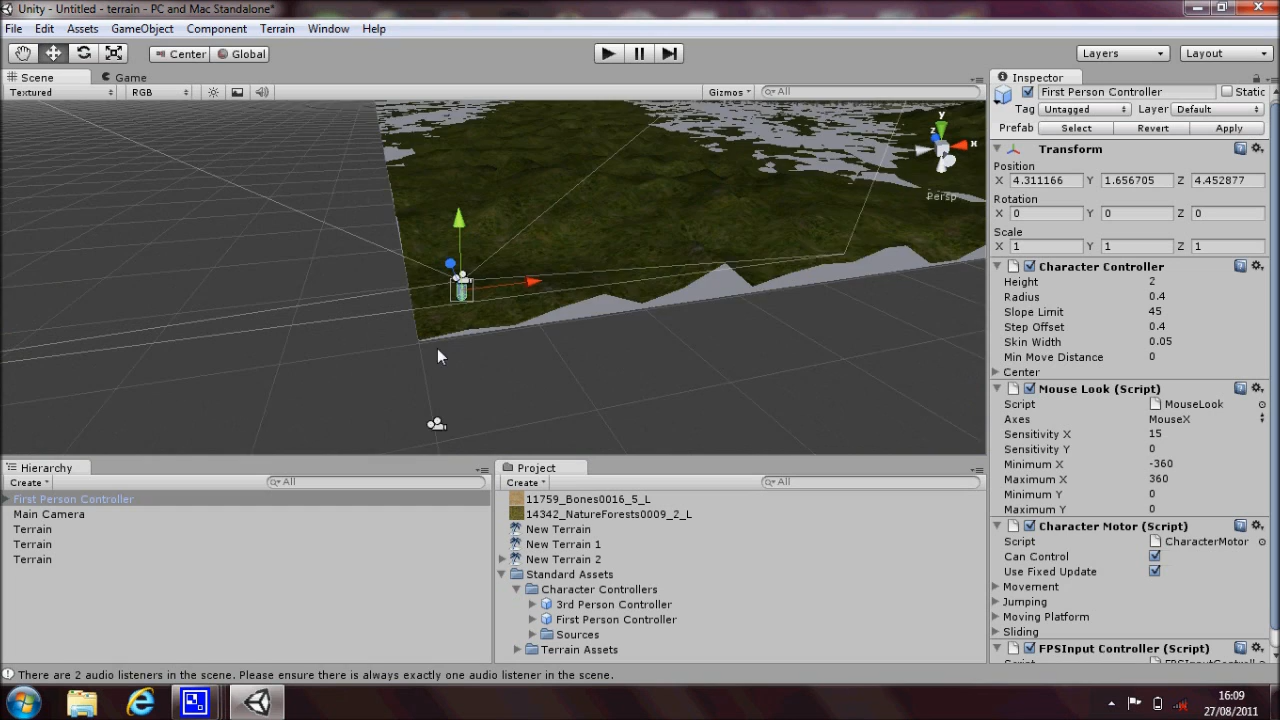 Unity - Untitled - terrain - PC and Mac Standalone*
File Edit Assets GameObject Component Terrain Window Help
Center Global Layers Layout
Scene Game
Textured RGB Gizmos All
y
z x
Persp
Inspector
First Person Controller Static
Tag Untagged Layer Default
Prefab Select Revert Apply
Transform
Position
X 4.311166 Y 1.656705 Z 4.452877
Rotation
X 0 Y 0 Z 0
Scale
X 1 Y 1 Z 1
Character Controller
Height 2
Radius 0.4
Slope Limit 45
Step Offset 0.4
Skin Width 0.05
Min Move Distance 0
Center
Mouse Look (Script)
Script MouseLook
Axes MouseX
Sensitivity X 15
Sensitivity Y 0
Minimum X -360
Maximum X 360
Minimum Y 0
Maximum Y 0
Character Motor (Script)
Script CharacterMotor
Can Control
Use Fixed Update
Movement
Jumping
Moving Platform
Sliding
FPSInput Controller (Script)
Hierarchy
Create All
First Person Controller
Main Camera
Terrain
Terrain
Terrain
Project
Create All
11759_Bones0016_5_L
14342_NatureForests0009_2_L
New Terrain
New Terrain 1
New Terrain 2
Standard Assets
Character Controllers
3rd Person Controller
First Person Controller
Sources
Terrain Assets
There are 2 audio listeners in the scene. Please ensure there is always exactly one audio listener in the scene.
16:09
27/08/2011